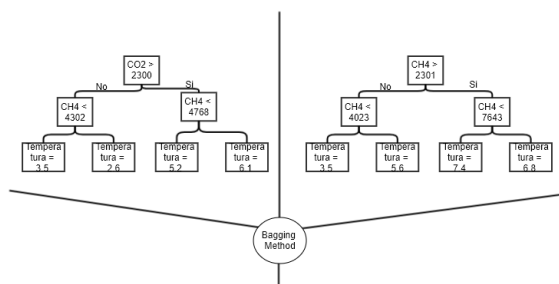 CO2 >
2300
No
Si
CH4 <
4302
CH4 <
4768
Tempera
tura =
3.5
Tempera
tura =
2.6
Tempera
tura =
5.2
Tempera
tura =
6.1
CH4 >
2301
No
Si
CH4 <
4023
CH4 <
7643
Tempera
tura =
3.5
Tempera
tura =
5.6
Tempera
tura =
7.4
Tempera
tura =
6.8
Bagging
Method